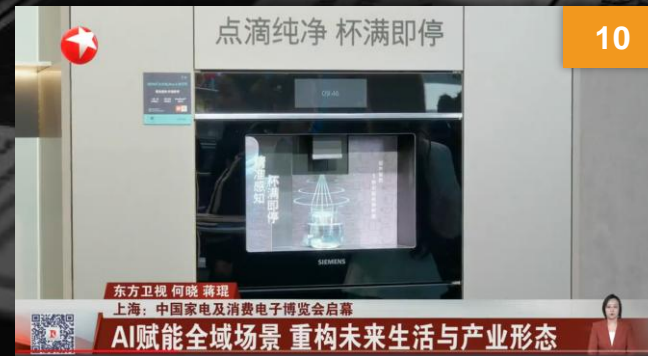 点滴纯净 杯满即停
10
09:46
精准感知
杯满即停
SIEMENS
东方卫视 何晓 蒋琨
上海：中国家电及消费电子博览会启幕
AI赋能全域场景 重构未来生活与产业形态